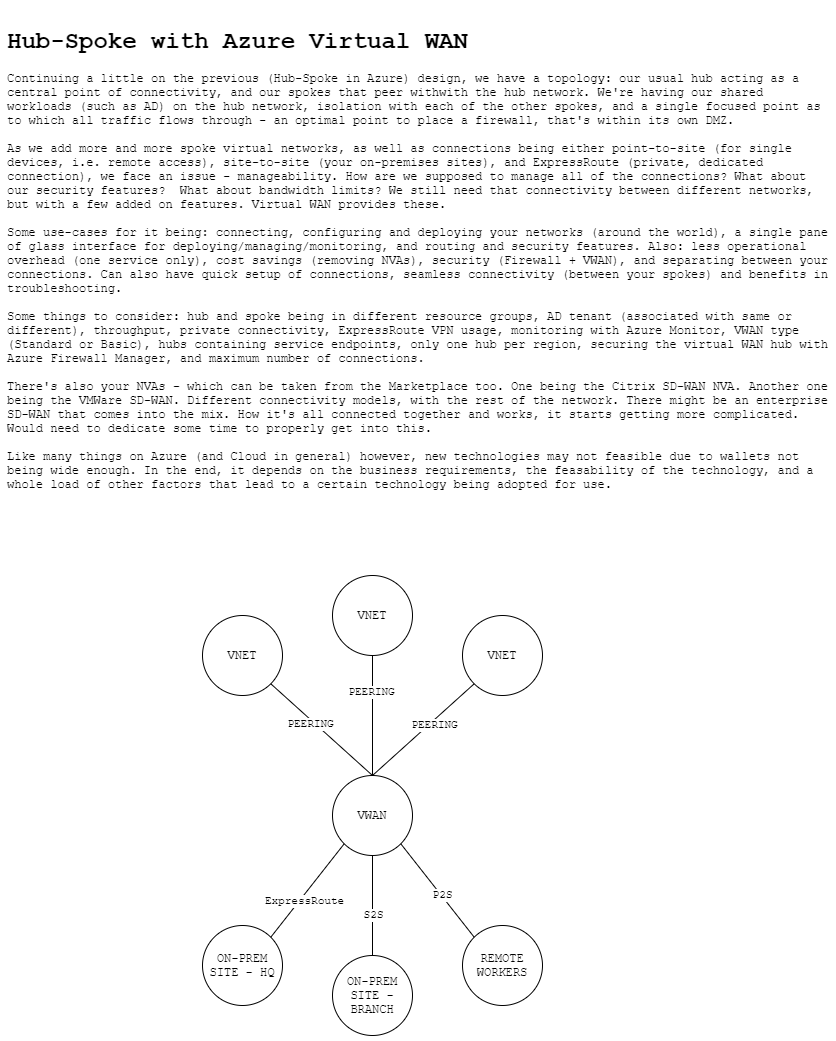 Hub-Spoke with Azure Virtual WAN
Continuing a little on the previous (Hub-Spoke in Azure) design, we have a topology: our usual hub acting as a
central point of connectivity, and our spokes that peer withwith the hub network. We're having our shared
workloads (such as AD) on the hub network, isolation with each of the other spokes, and a single focused point as
to which all traffic flows through - an optimal point to place a firewall, that's within its own DMZ.
As we add more and more spoke virtual networks, as well as connections being either point-to-site (for single
devices, i.e. remote access), site-to-site (your on-premises sites), and ExpressRoute (private, dedicated
connection), we face an issue - manageability. How are we supposed to manage all of the connections? What about
our security features?  What about bandwidth limits? We still need that connectivity between different networks,
but with a few added on features. Virtual WAN provides these.
Some use-cases for it being: connecting, configuring and deploying your networks (around the world), a single pane
of glass interface for deploying/managing/monitoring, and routing and security features. Also: less operational
overhead (one service only), cost savings (removing NVAs), security (Firewall + VWAN), and separating between your
connections. Can also have quick setup of connections, seamless connectivity (between your spokes) and benefits in
troubleshooting.
Some things to consider: hub and spoke being in different resource groups, AD tenant (associated with same or
different), throughput, private connectivity, ExpressRoute VPN usage, monitoring with Azure Monitor, VWAN type
(Standard or Basic), hubs containing service endpoints, only one hub per region, securing the virtual WAN hub with
Azure Firewall Manager, and maximum number of connections.
There's also your NVAs - which can be taken from the Marketplace too. One being the Citrix SD-WAN NVA. Another one
being the VMWare SD-WAN. Different connectivity models, with the rest of the network. There might be an enterprise
SD-WAN that comes into the mix. How it's all connected together and works, it starts getting more complicated.
Would need to dedicate some time to properly get into this.
Like many things on Azure (and Cloud in general) however, new technologies may not feasible due to wallets not
being wide enough. In the end, it depends on the business requirements, the feasability of the technology, and a
whole load of other factors that lead to a certain technology being adopted for use.
VNET
VNET
VNET
PEERING
PEERING
PEERING
VWAN
ExpressRoute
S2S
P2S
ON-PREM
SITE - HQ
ON-PREM
SITE -
BRANCH
REMOTE
WORKERS